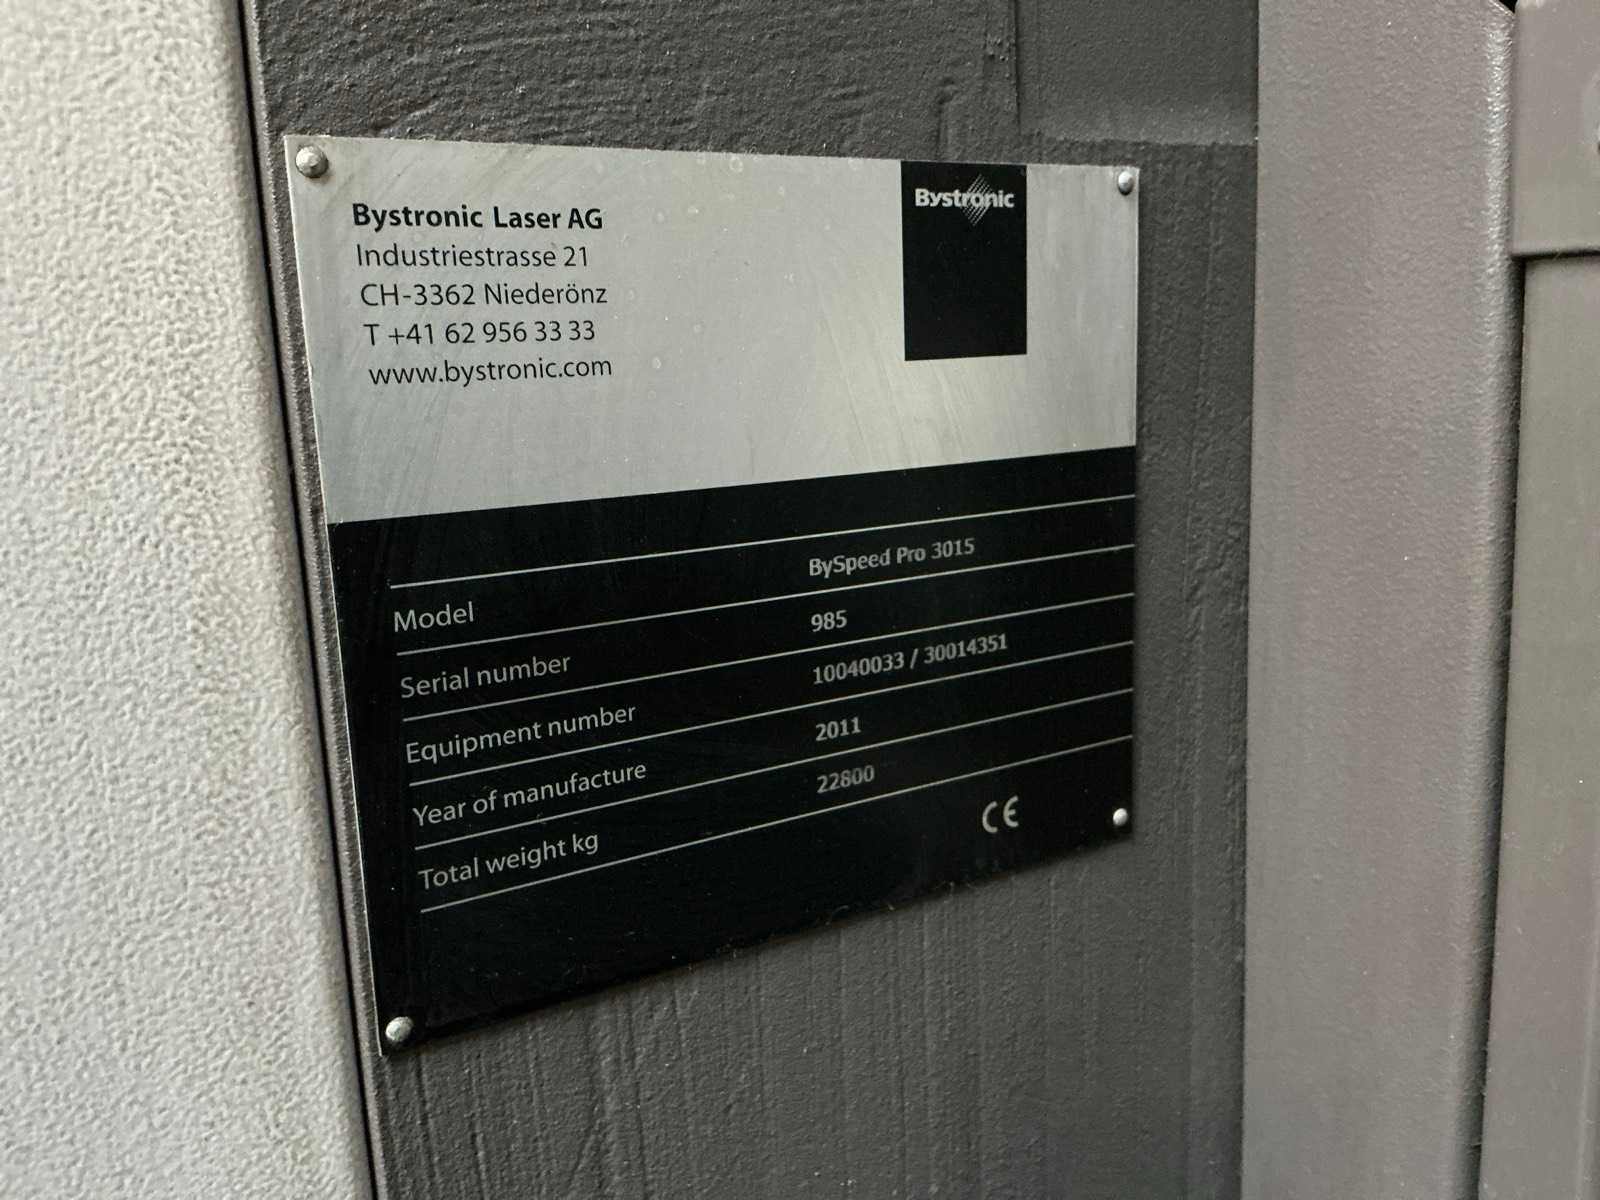 Bystronic Laser AG
Industriestrasse 21
CH-3362 Niederönz
T +41 62 956 33 33
www.bystronic.com
Bystronic
Model BySpeed Pro 3015
Serial number 985
Equipment number 10040033 / 30014351
Year of manufacture 2011
Total weight kg 22800
CE